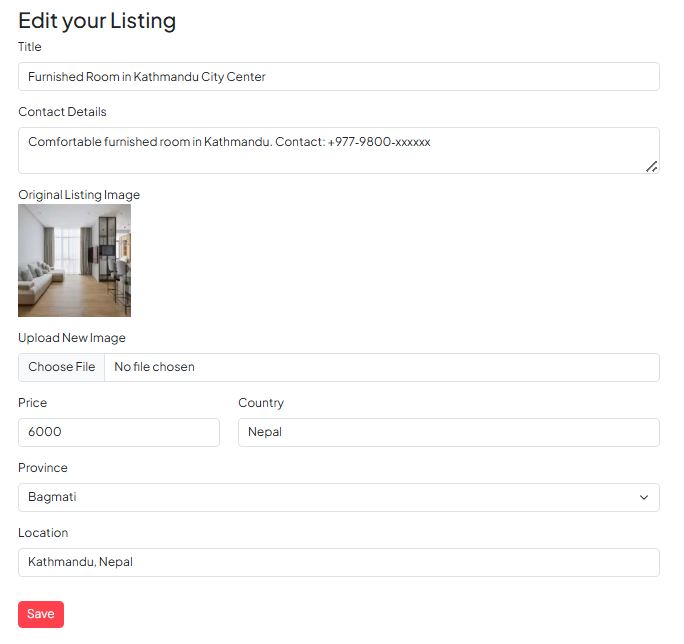 Edit your Listing
Title
Furnished Room in Kathmandu City Center
Contact Details
Comfortable furnished room in Kathmandu. Contact: +977-9800-xxxxxx
Original Listing Image
Upload New Image
Choose File No file chosen
Price Country
6000 Nepal
Province
Bagmati
Location
Kathmandu, Nepal
Save